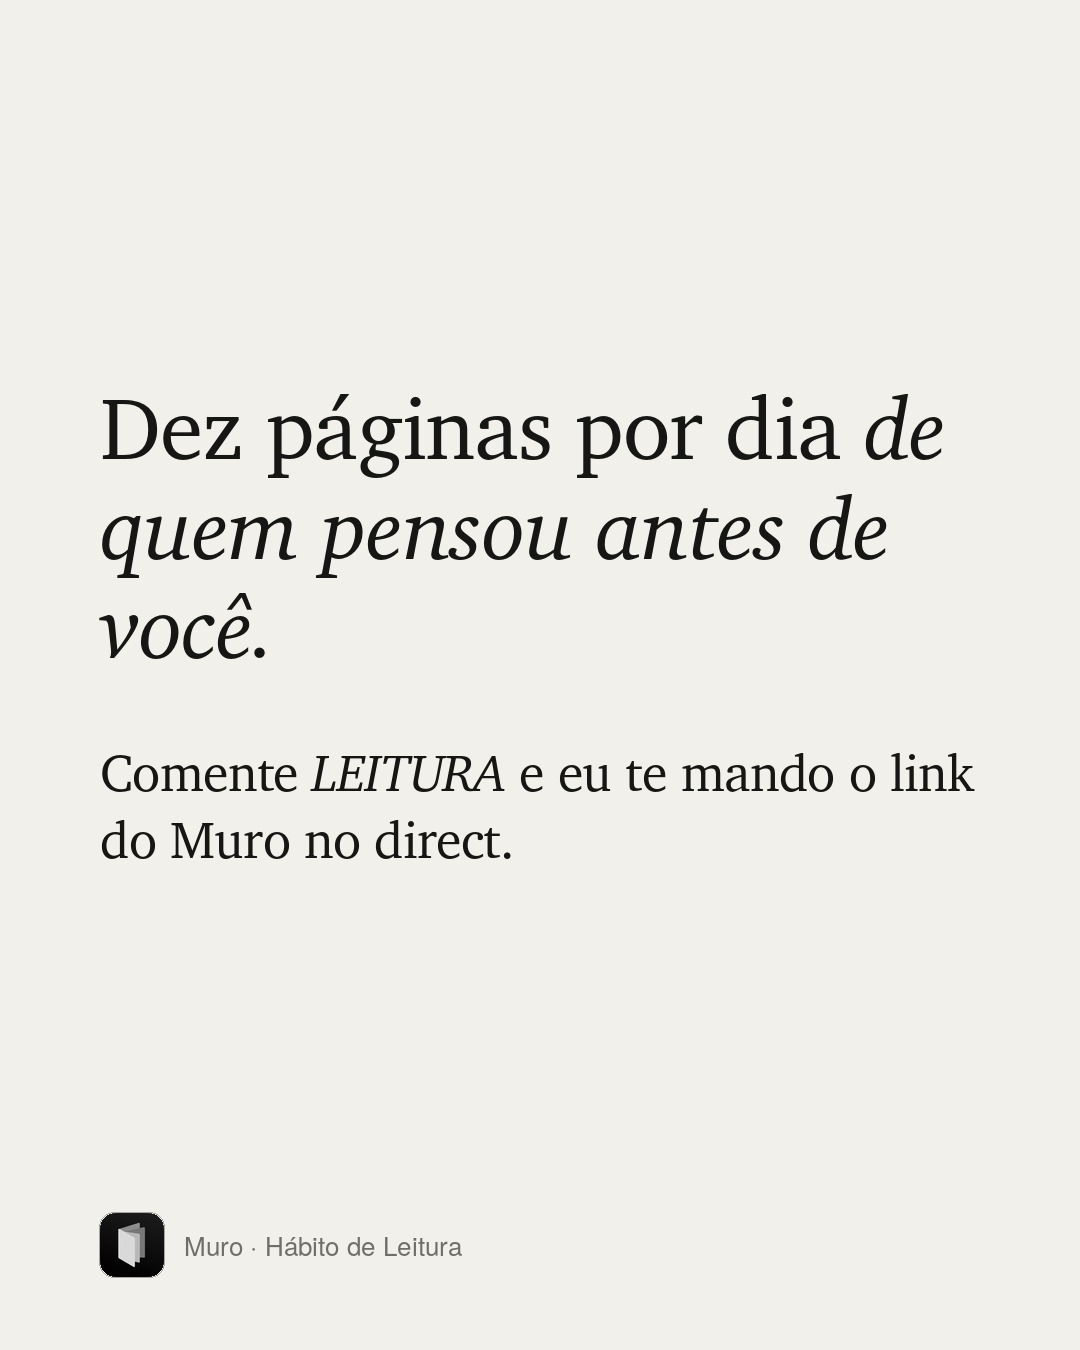 Dez páginas por dia de
quem pensou antes de
você.
Comente LEITURA e eu te mando o link
do Muro no direct.
Muro · Hábito de Leitura